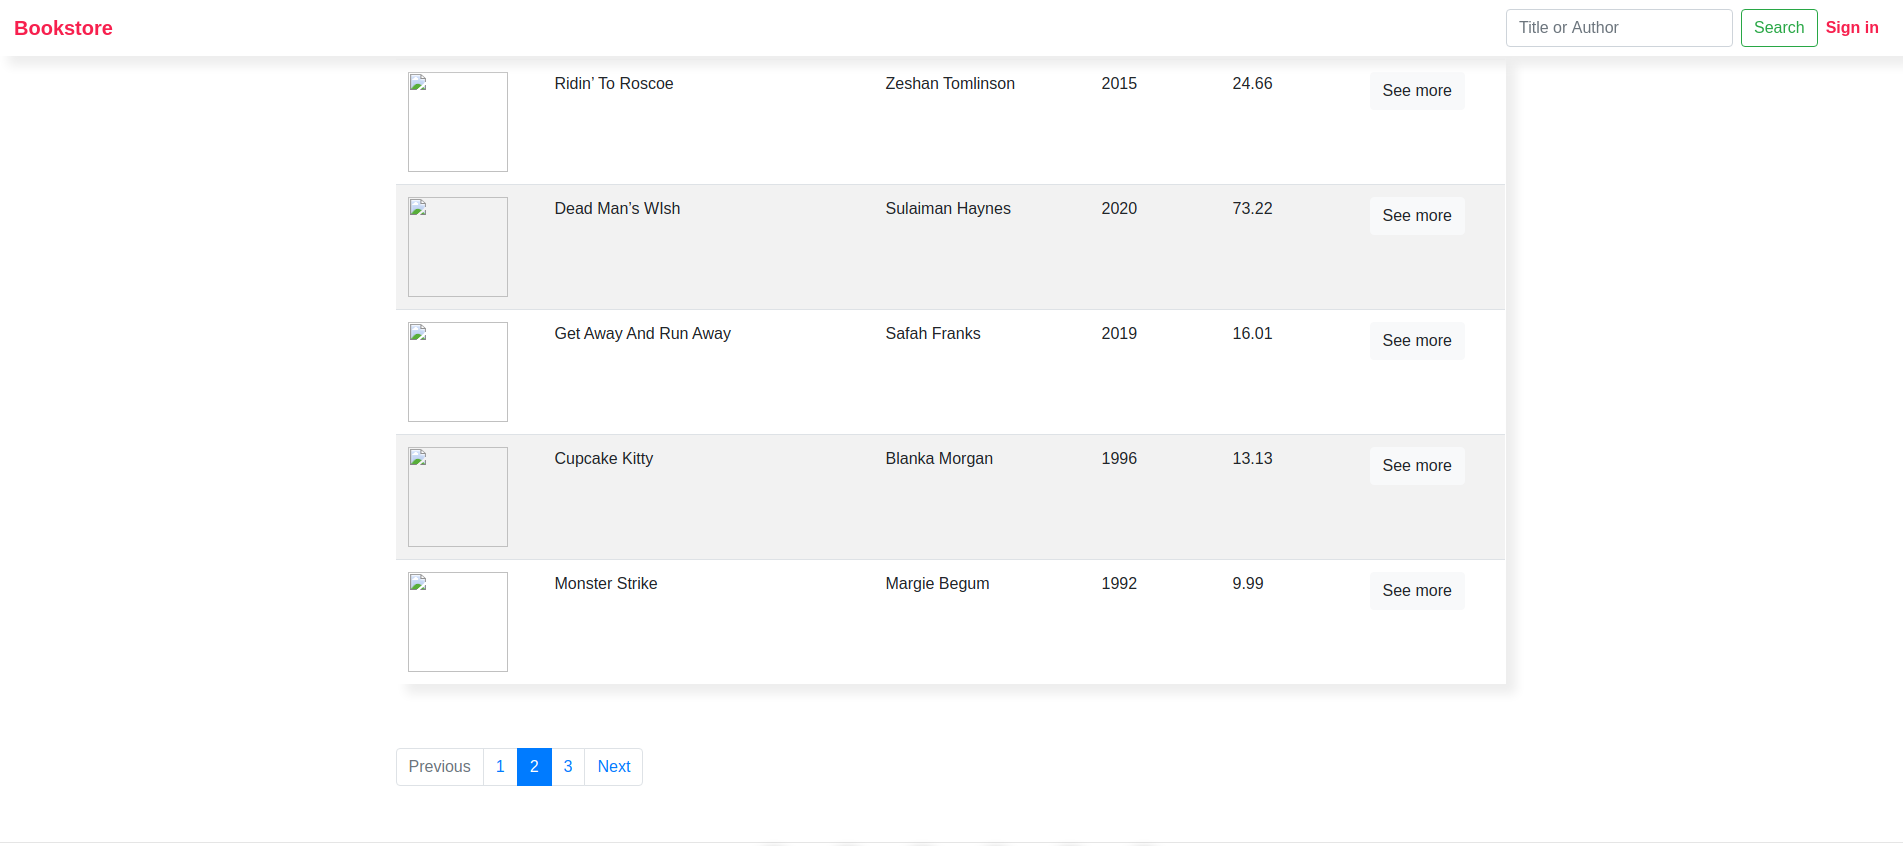 Bookstore Title or Author Search Sign in
Ridin’ To Roscoe Zeshan Tomlinson 2015 24.66 See more
Dead Man’s WIsh Sulaiman Haynes 2020 73.22 See more
Get Away And Run Away Safah Franks 2019 16.01 See more
Cupcake Kitty Blanka Morgan 1996 13.13 See more
Monster Strike Margie Begum 1992 9.99 See more
Previous 1 2 3 Next